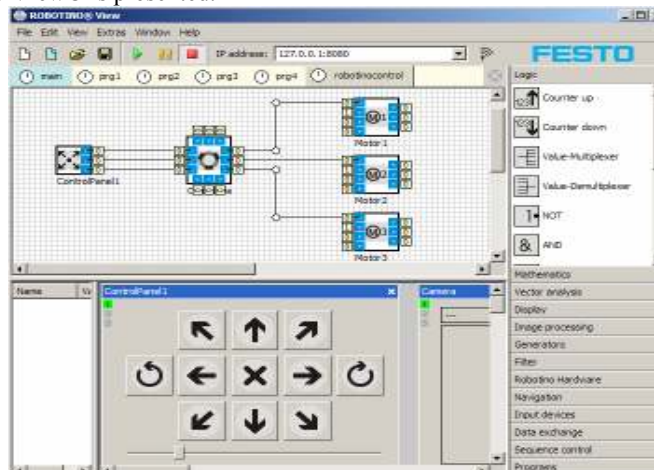 ROBOTINO® View
File Edit View Extras Window Help
IP address: 127.0.0.1:8080
FESTO
main prg1 prg2 prg3 prg4 robotinocontrol
Logic
Counter up
Counter down
Value-Multiplexer
Value-Demultiplexer
NOT
& AND
Mathematics
Vector analysis
Display
Image processing
Generators
Filter
Robotino Hardware
Navigation
Input devices
Data exchange
Sequence control
Programs
ControlPanel1
M1
Motor1
M2
Motor2
M3
Motor3
Name
ControlPanel1
Camera